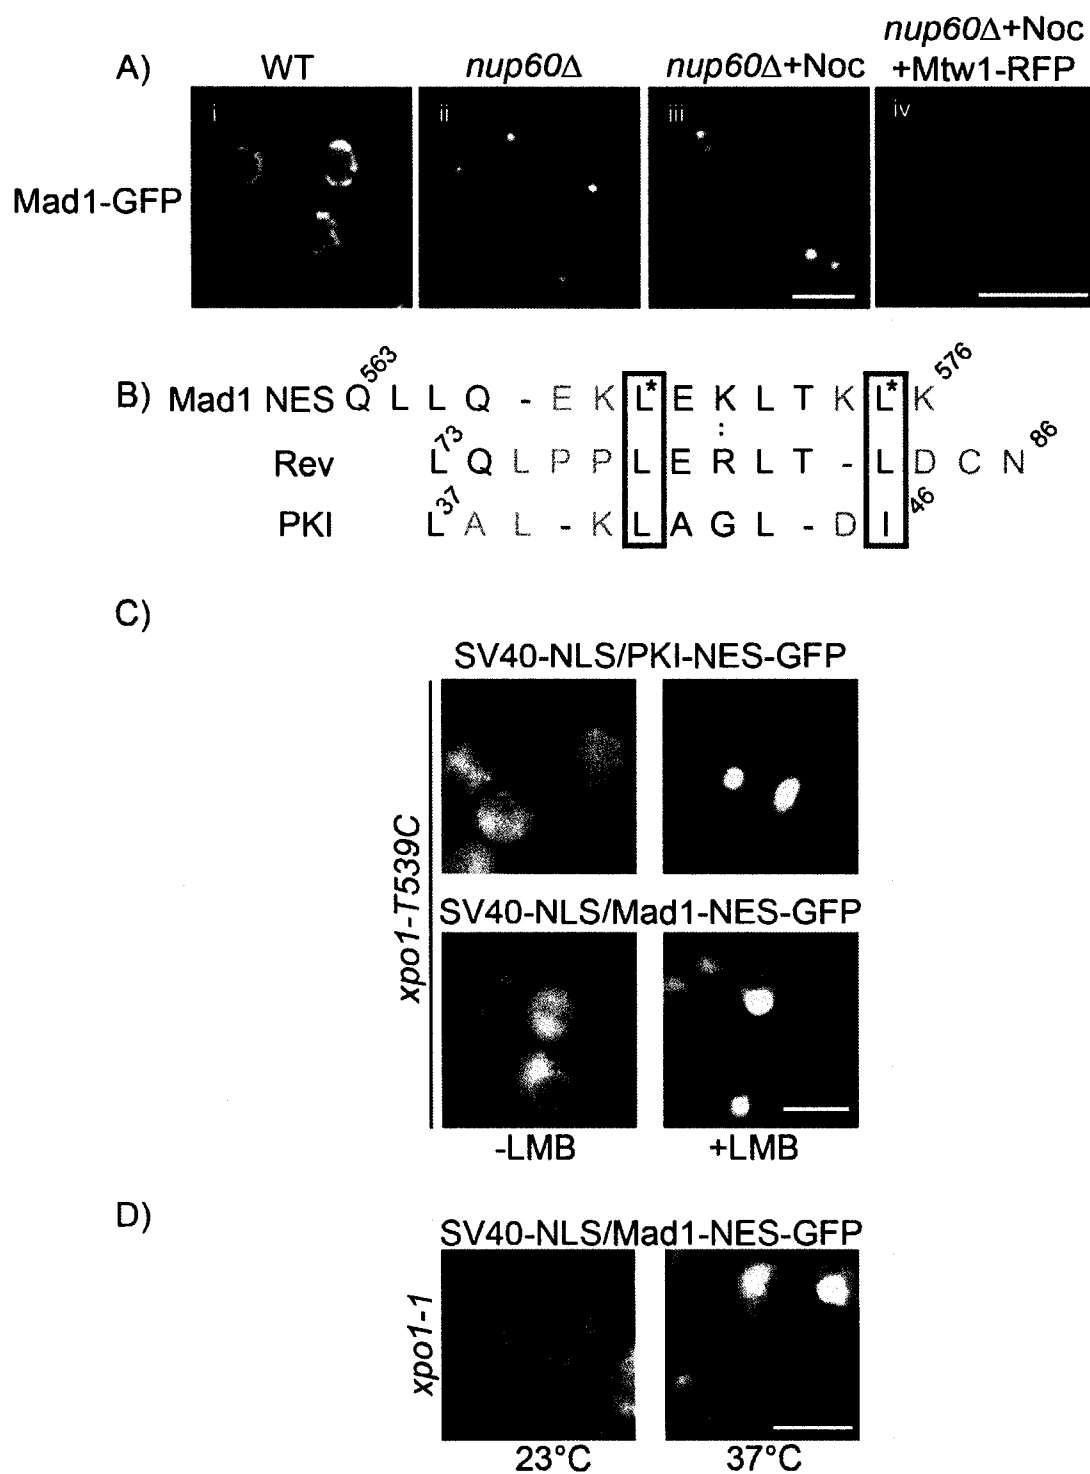 A)
WT
nup60Δ
nup60Δ+Noc
nup60Δ+Noc
+Mtw1-RFP
Mad1-GFP
i
ii
iii
iv
B)
Mad1 NES Q563 L L Q - E K L* E K L T K L* K576
:
Rev L73 Q L P P L E R L T - L D C N86
PKI L37 A L - K L A G L - D I46
C)
SV40-NLS/PKI-NES-GFP
xpo1-T539C
SV40-NLS/Mad1-NES-GFP
-LMB
+LMB
D)
SV40-NLS/Mad1-NES-GFP
xpo1-1
23°C
37°C